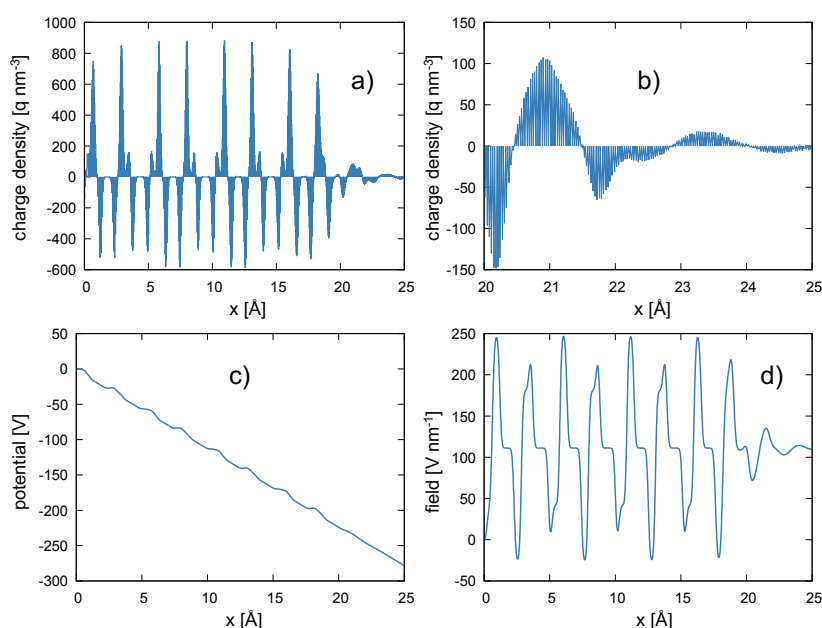 a)
charge density [q nm⁻³]
1000
800
600
400
200
0
-200
-400
-600
0 5 10 15 20 25
x [Å]
b)
charge density [q nm⁻³]
150
100
50
0
-50
-100
-150
20 21 22 23 24 25
x [Å]
c)
potential [V]
50
0
-50
-100
-150
-200
-250
-300
0 5 10 15 20 25
x [Å]
d)
field [V nm⁻¹]
250
200
150
100
50
0
-50
0 5 10 15 20 25
x [Å]